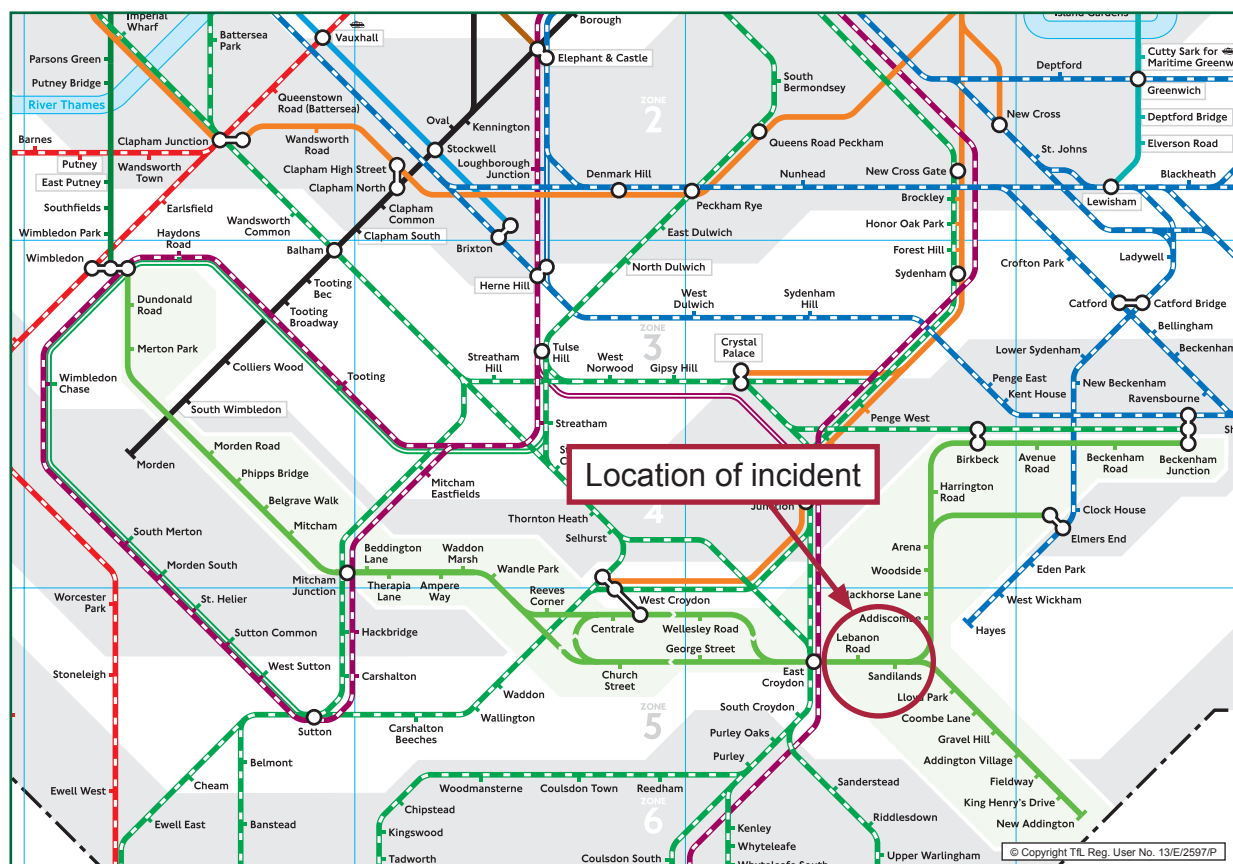 Imperial
Wharf
Battersea
Park
Vauxhall
Borough
Island Gardens
Parsons Green
Putney Bridge
River Thames
Elephant & Castle
Cutty Sark for
Deptford
Greenwich
South
Bermondsey
ZONE
2
Queenstown
Road (Battersea)
Oval
Kennington
New Cross
Deptford Bridge
Barnes
Clapham Junction
Wandsworth
Road
Stockwell
Queens Road Peckham
Elverson Road
Putney
Wandsworth
Town
Clapham High Street
Clapham North
Loughborough
Junction
Denmark Hill
St. Johns
East Putney
Nunhead
New Cross Gate
Blackheath
Southfields
Earlsfield
Clapham
Common
Peckham Rye
Brockley
Lewisham
Wimbledon Park
Wandsworth
Common
Clapham South
East Dulwich
Honor Oak Park
Haydons
Road
Balham
Brixton
Forest Hill
Crofton Park
Ladywell
Wimbledon
Tooting
Bec
North Dulwich
Sydenham
Herne Hill
Dundonald
Road
Tooting
Broadway
West
Dulwich
Sydenham
Hill
Catford
Catford Bridge
Merton Park
ZONE
3
Bellingham
Tulse
Hill
Crystal
Palace
Lower Sydenham
Beckenham
Colliers Wood
Streatham
Hill
West
Norwood
Gipsy Hill
Wimbledon
Chase
Tooting
Penge East
Kent House
New Beckenham
Ravensbourne
South Wimbledon
Streatham
Penge West
Morden Road
Morden
Phipps Bridge
Mitcham
Eastfields
Location of incident
Birkbeck
Avenue
Road
Beckenham
Road
Beckenham
Junction
Belgrave Walk
Harrington
Road
Mitcham
4
Junction
Thornton Heath
Clock House
South Merton
Selhurst
Elmers End
Morden South
Beddington
Lane
Waddon
Marsh
Wandle Park
Arena
Eden Park
Mitcham
Junction
Therapia
Lane
Ampere
Way
Reeves
Corner
West Croydon
Woodside
Worcester
Park
St. Helier
West Wickham
Centrale
Wellesley Road
Addiscombe
Hayes
Sutton Common
Hackbridge
George Street
Lebanon
Road
West Sutton
Stoneleigh
Carshalton
Church
Street
East
Croydon
Sandilands
Waddon
Lloyd Park
ZONE
5
South Croydon
Coombe Lane
Wallington
Sutton
Carshalton
Beeches
Purley Oaks
Gravel Hill
Purley
Addington Village
Belmont
Cheam
Woodmansterne
Coulsdon Town
Reedham
Sanderstead
Fieldway
Ewell West
ZONE
6
King Henry's Drive
Chipstead
Riddlesdown
New Addington
Ewell East
Banstead
Kingswood
Kenley
Whyteleafe
Tadworth
Coulsdon South
Whyteleafe South
Upper Warlingham
© Copyright TfL Reg. User No. 13/E/2597/P